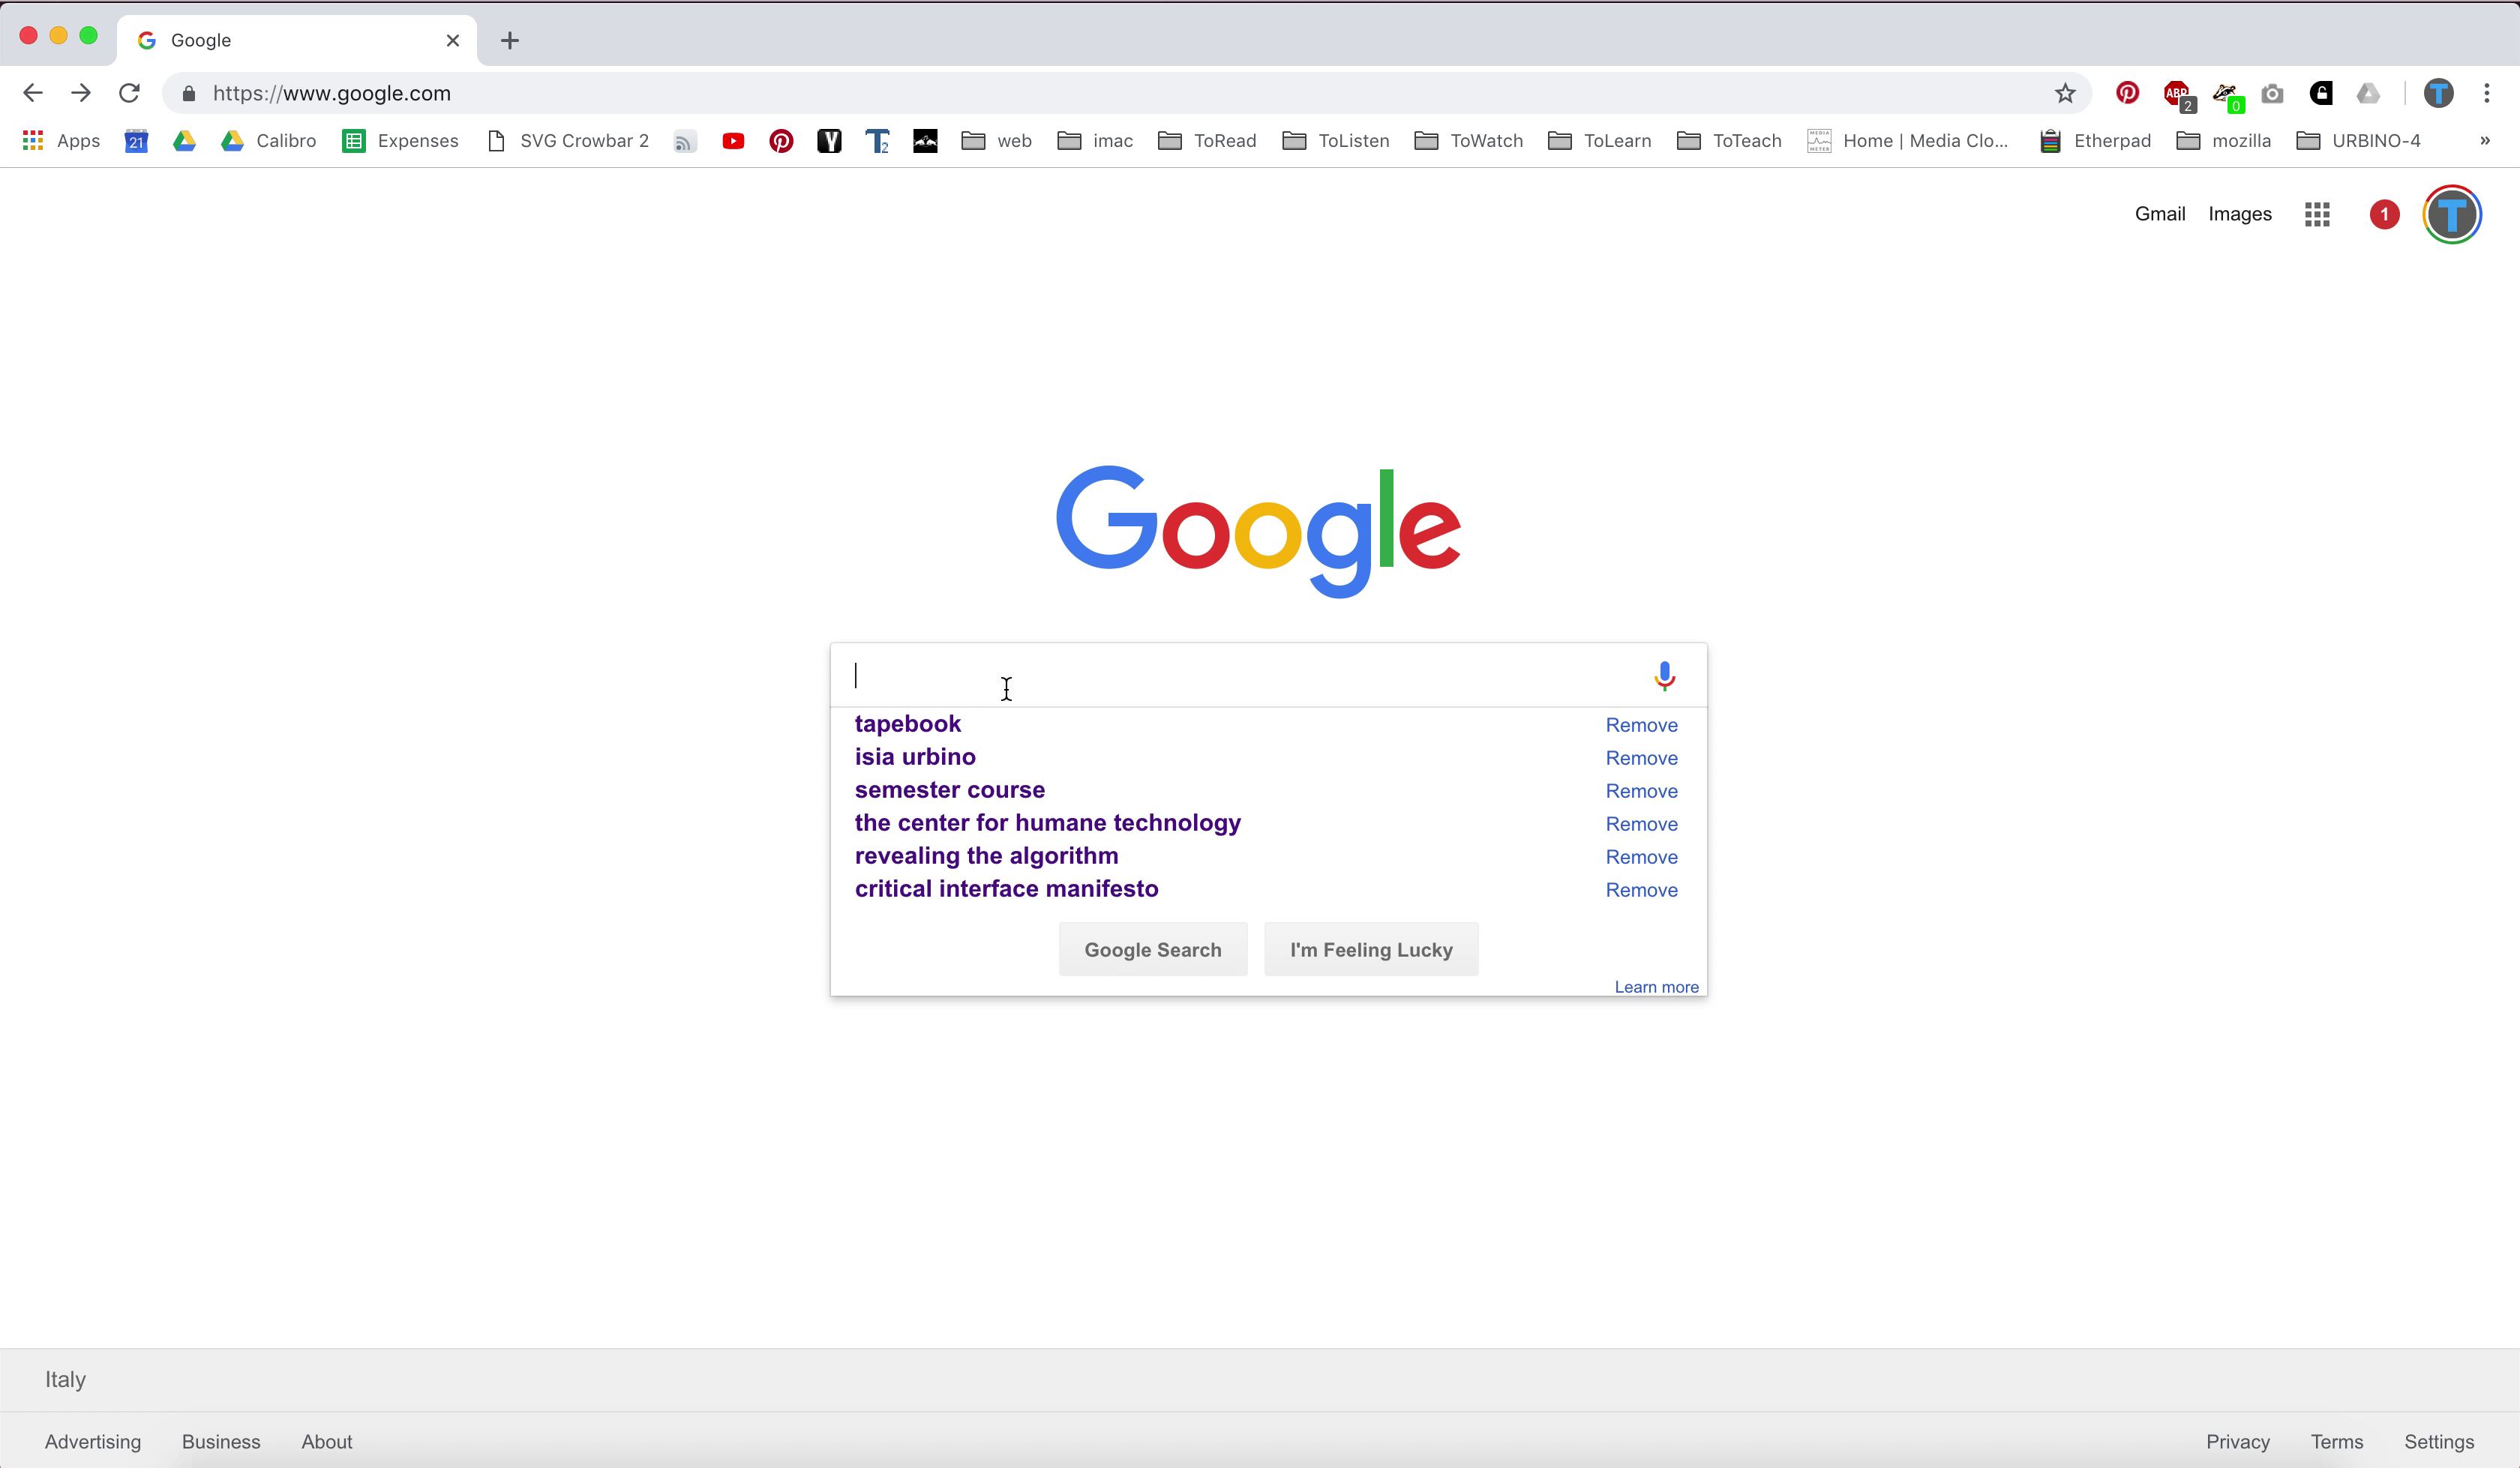 Google
https://www.google.com
ABP 2 0 T
Apps 21 Calibro Expenses SVG Crowbar 2 Y T2 web imac ToRead ToListen ToWatch ToLearn ToTeach MEDIA METER Home | Media Clo... Etherpad mozilla URBINO-4 »
Gmail Images 1 T
Google
tapebook Remove
isia urbino Remove
semester course Remove
the center for humane technology Remove
revealing the algorithm Remove
critical interface manifesto Remove
Google Search I'm Feeling Lucky
Learn more
Italy
Advertising Business About Privacy Terms Settings